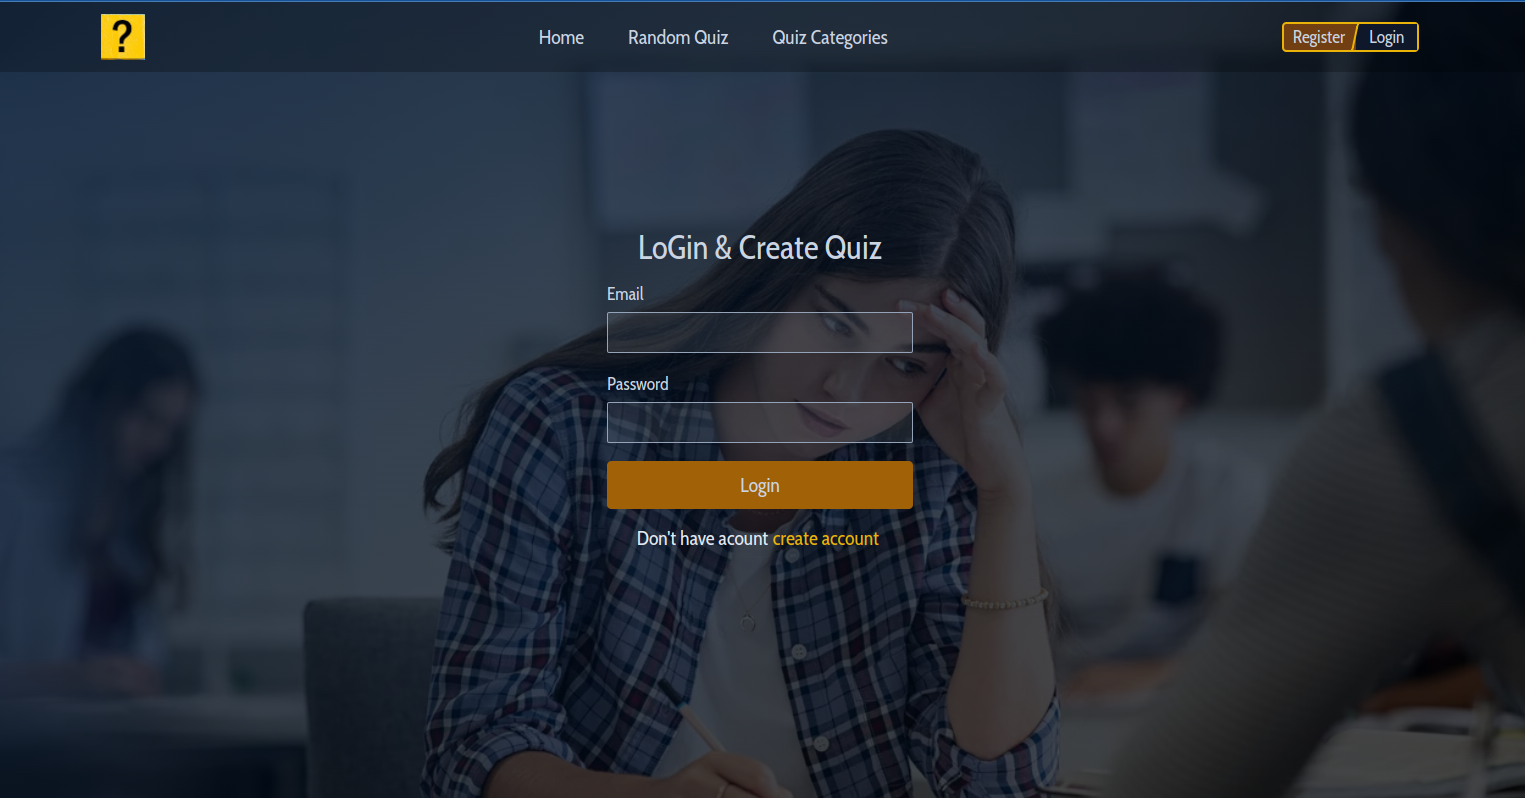 ?
Home Random Quiz Quiz Categories Register Login
LoGin & Create Quiz
Email
Password
Login
Don't have acount create account